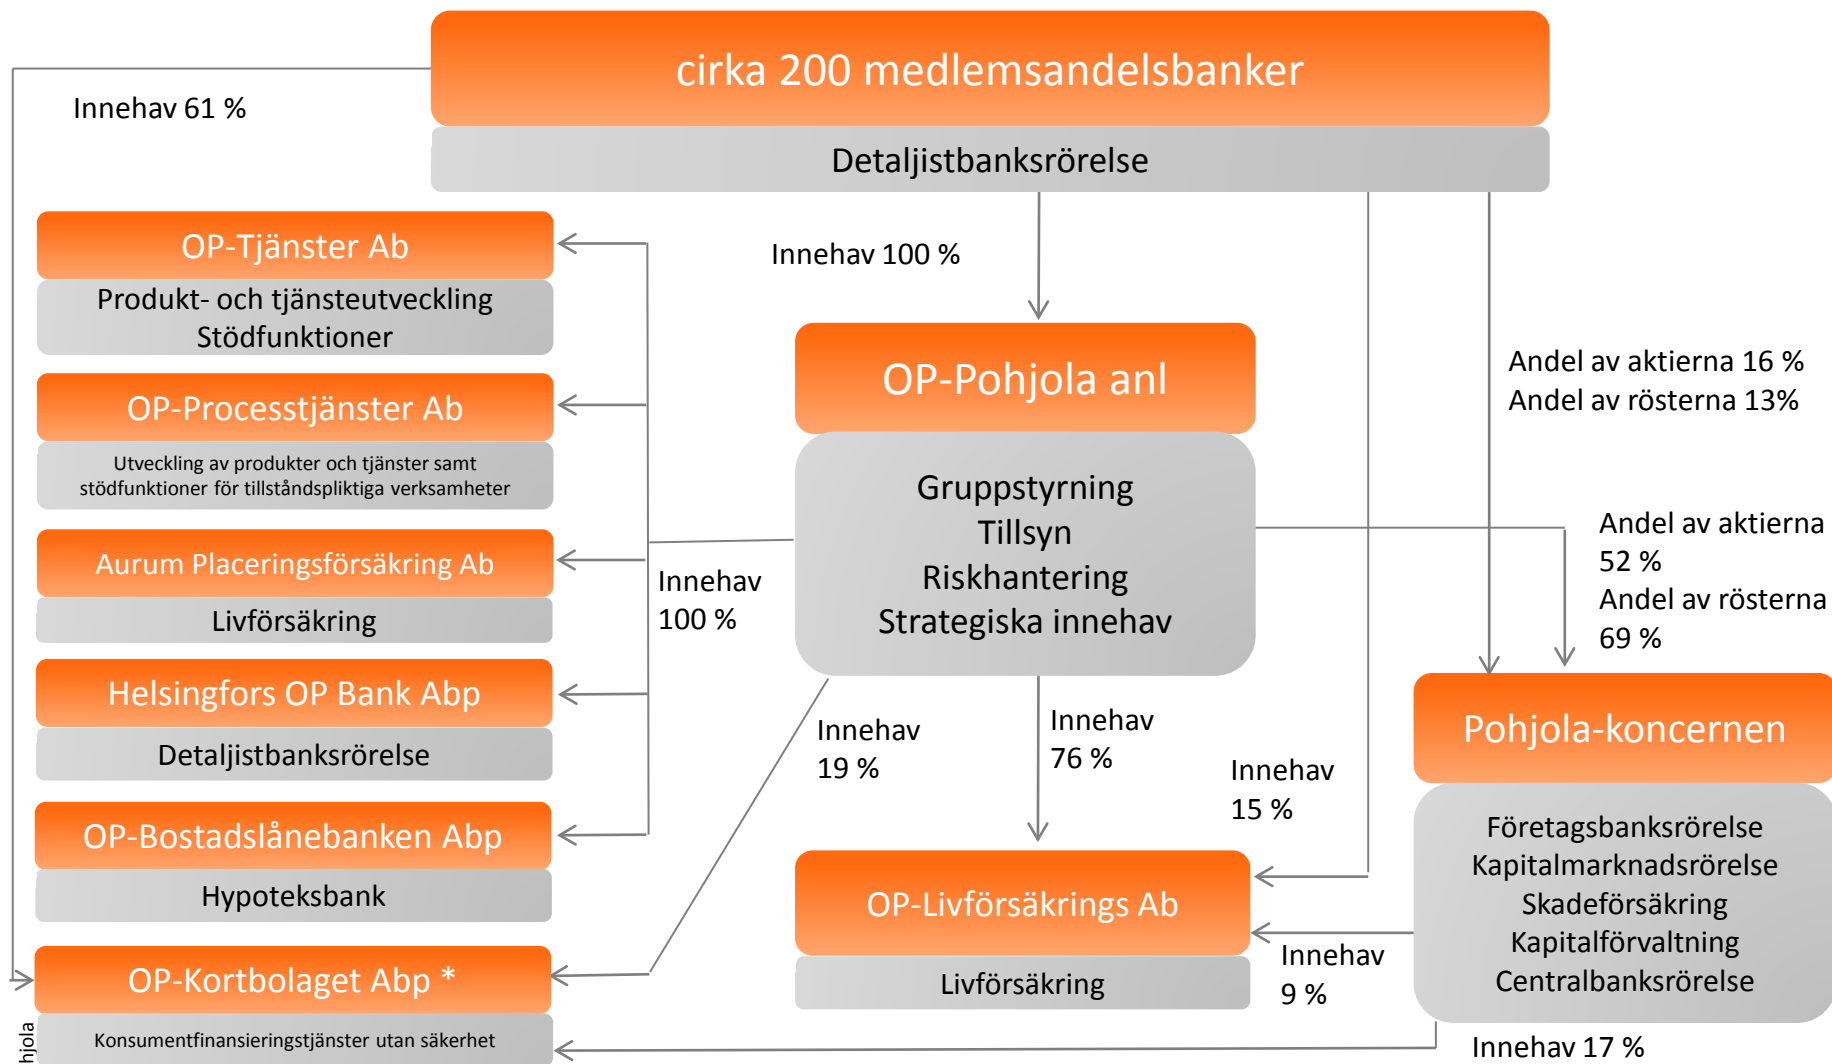 cirka 200 medlemsandelsbanker
Innehav 61 %
Detaljistbanksrörelse
OP-Tjänster Ab
Produkt- och tjänsteutveckling
Stödfunktioner
Innehav 100 %
OP-Processtjänster Ab
Utveckling av produkter och tjänster samt
stödfunktioner för tillståndspliktiga verksamheter
OP-Pohjola anl
Gruppstyrning
Tillsyn
Riskhantering
Strategiska innehav
Andel av aktierna 16 %
Andel av rösterna 13%
Andel av aktierna
52 %
Andel av rösterna
69 %
Aurum Placeringsförsäkring Ab
Livförsäkring
Innehav
100 %
Helsingfors OP Bank Abp
Detaljistbanksrörelse
Innehav
19 %
Innehav
76 %
Innehav
15 %
Pohjola-koncernen
Företagsbanksrörelse
Kapitalmarknadsrörelse
Skadeförsäkring
Kapitalförvaltning
Centralbanksrörelse
OP-Bostadslånebanken Abp
Hypoteksbank
OP-Livförsäkrings Ab
Livförsäkring
Innehav
9 %
OP-Kortbolaget Abp *
Konsumentfinansieringstjänster utan säkerhet
Innehav 17 %
hjola